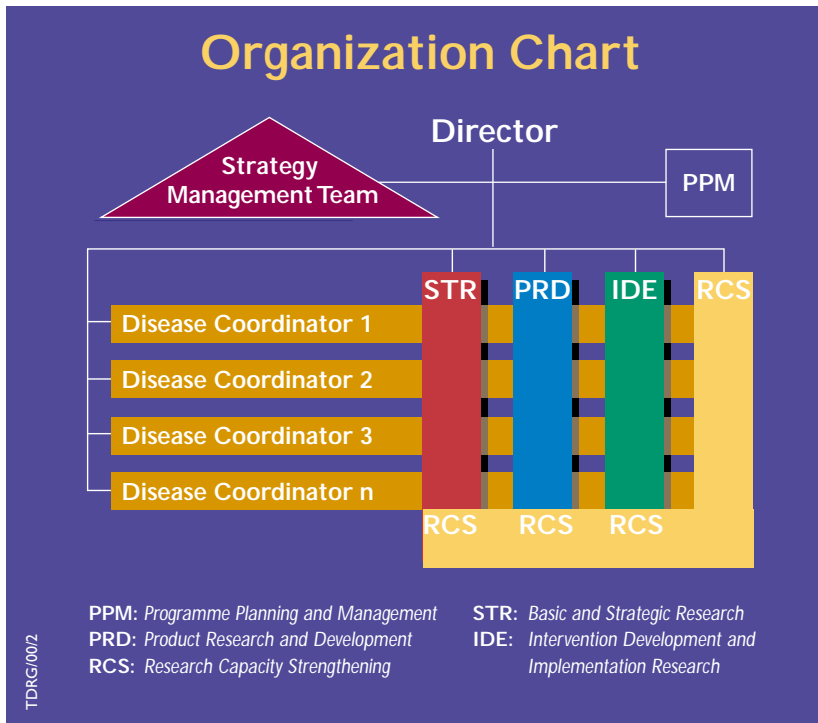 Organization Chart
Director
Strategy
Management Team
PPM
STR PRD IDE RCS
Disease Coordinator 1
Disease Coordinator 2
Disease Coordinator 3
Disease Coordinator n
RCS RCS RCS
PPM: Programme Planning and Management
PRD: Product Research and Development
RCS: Research Capacity Strengthening
STR: Basic and Strategic Research
IDE: Intervention Development and
Implementation Research
TDRG/00/2